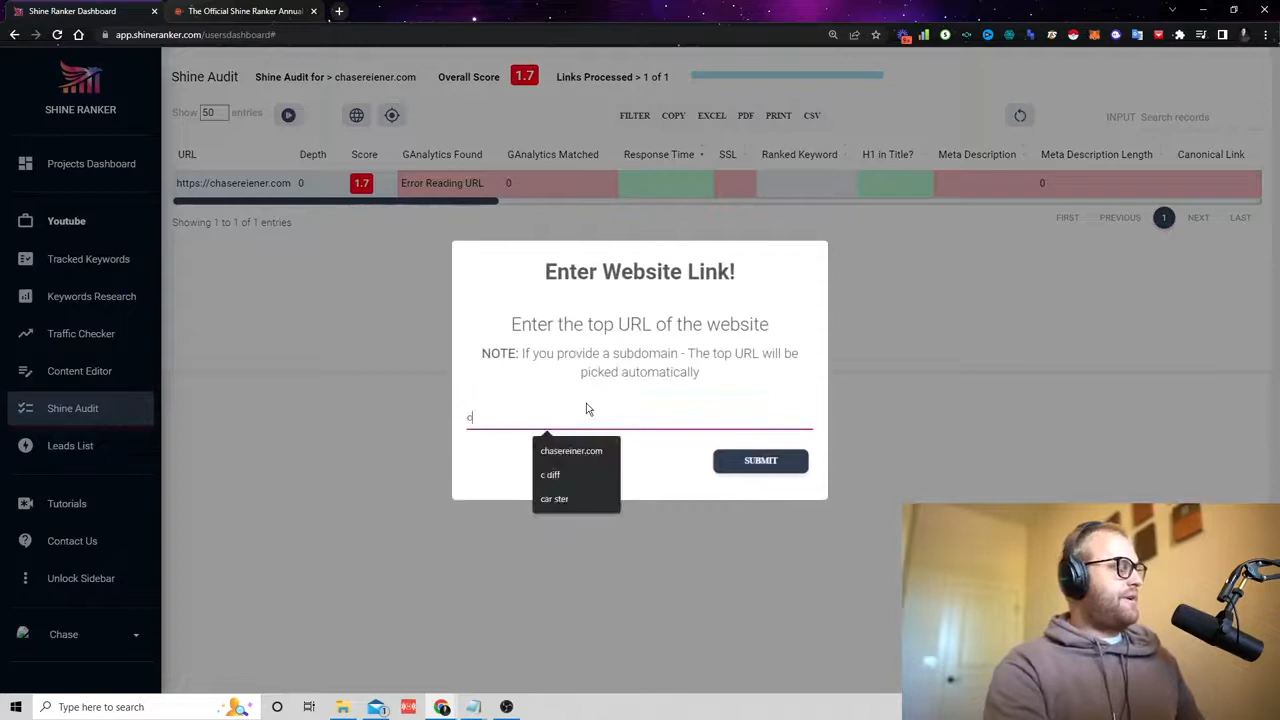 Shine Ranker Dashboard
The Official Shine Ranker Annual
app.shineranker.com/usersdashboard#
SHINE RANKER
Projects Dashboard
Youtube
Tracked Keywords
Keywords Research
Traffic Checker
Content Editor
Shine Audit
Leads List
Tutorials
Contact Us
Unlock Sidebar
Chase
Shine Audit Shine Audit for > chasereiener.com Overall Score 1.7 Links Processed > 1 of 1
Show 50 entries FILTER COPY EXCEL PDF PRINT CSV INPUT Search records
URL Depth Score GAnalytics Found GAnalytics Matched Response Time SSL Ranked Keyword H1 in Title? Meta Description Meta Description Length Canonical Link
https://chasereiener.com 0 1.7 Error Reading URL 0 0
Showing 1 to 1 of 1 entries FIRST PREVIOUS 1 NEXT LAST
Enter Website Link!
Enter the top URL of the website
NOTE: If you provide a subdomain - The top URL will be
picked automatically
c
chasereiner.com
c diff
car ster
SUBMIT
Type here to search